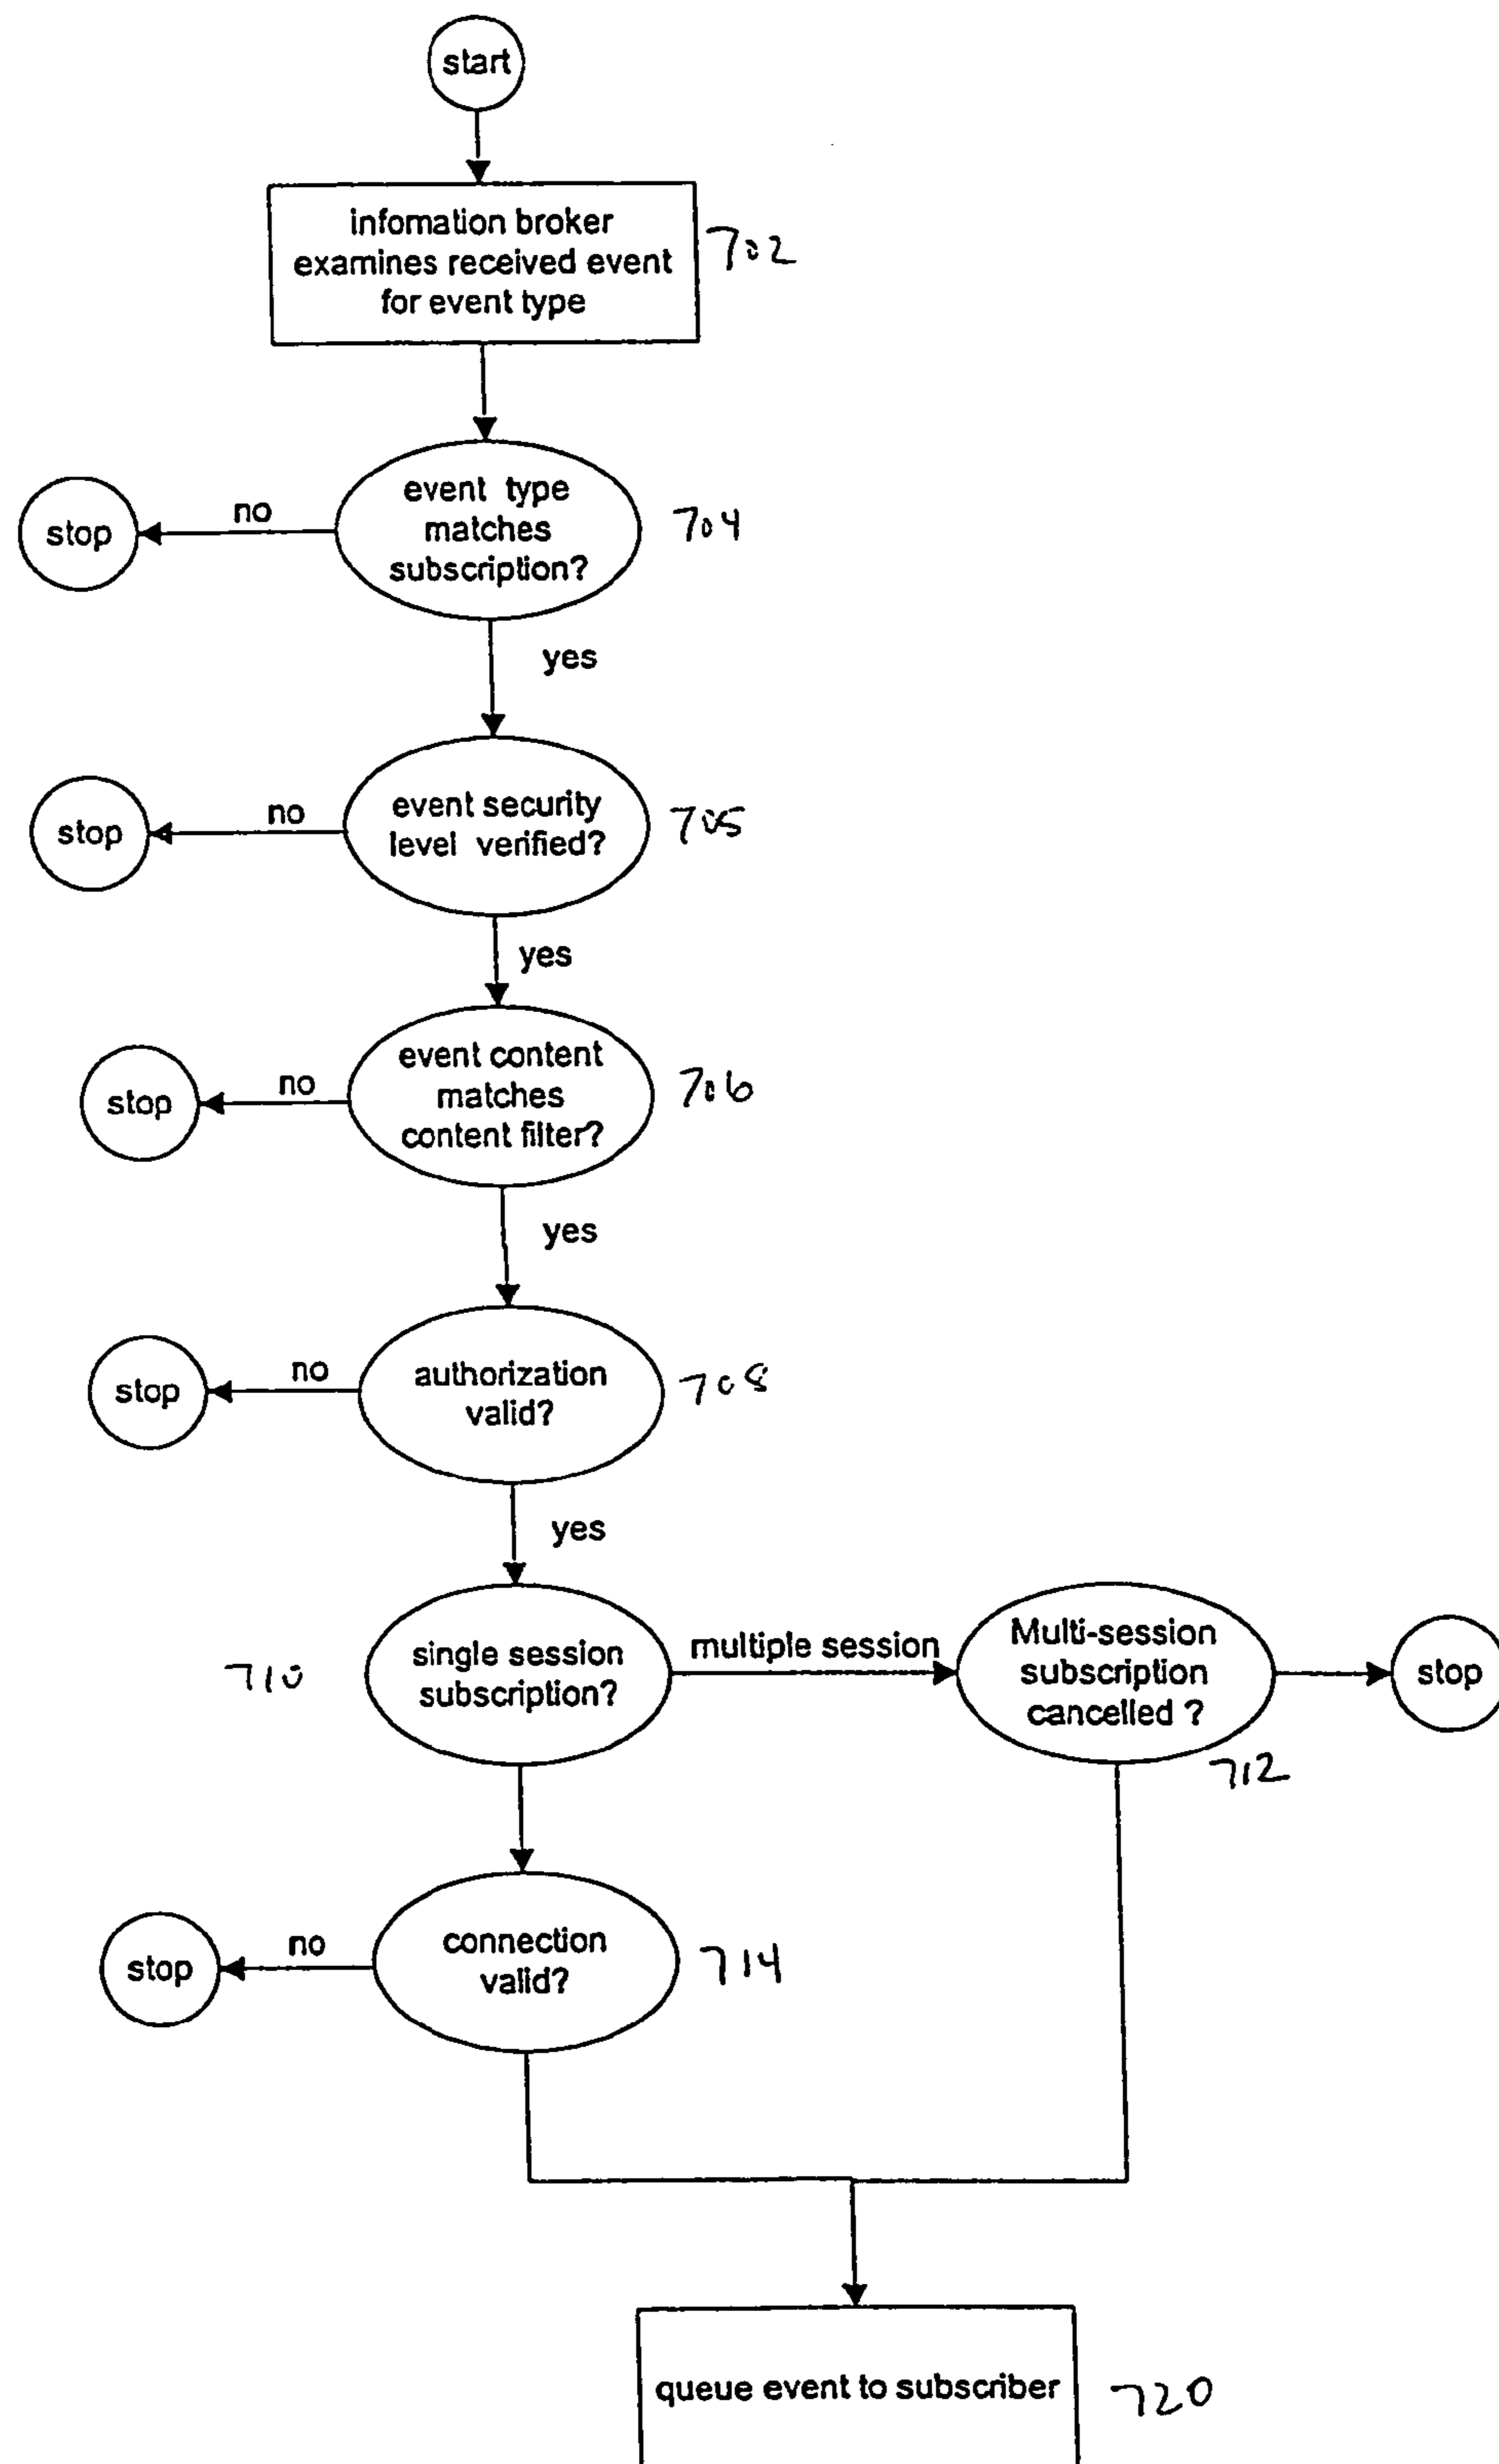 start
infomation broker
examines received event
for event type
702
event type
matches
subscription?
704
no
stop
yes
event security
level verified?
705
no
stop
yes
event content
matches
content filter?
706
no
stop
yes
authorization
valid?
708
no
stop
yes
710
single session
subscription?
multiple session
Multi-session
subscription
cancelled ?
712
stop
connection
valid?
714
no
stop
queue event to subscriber
720